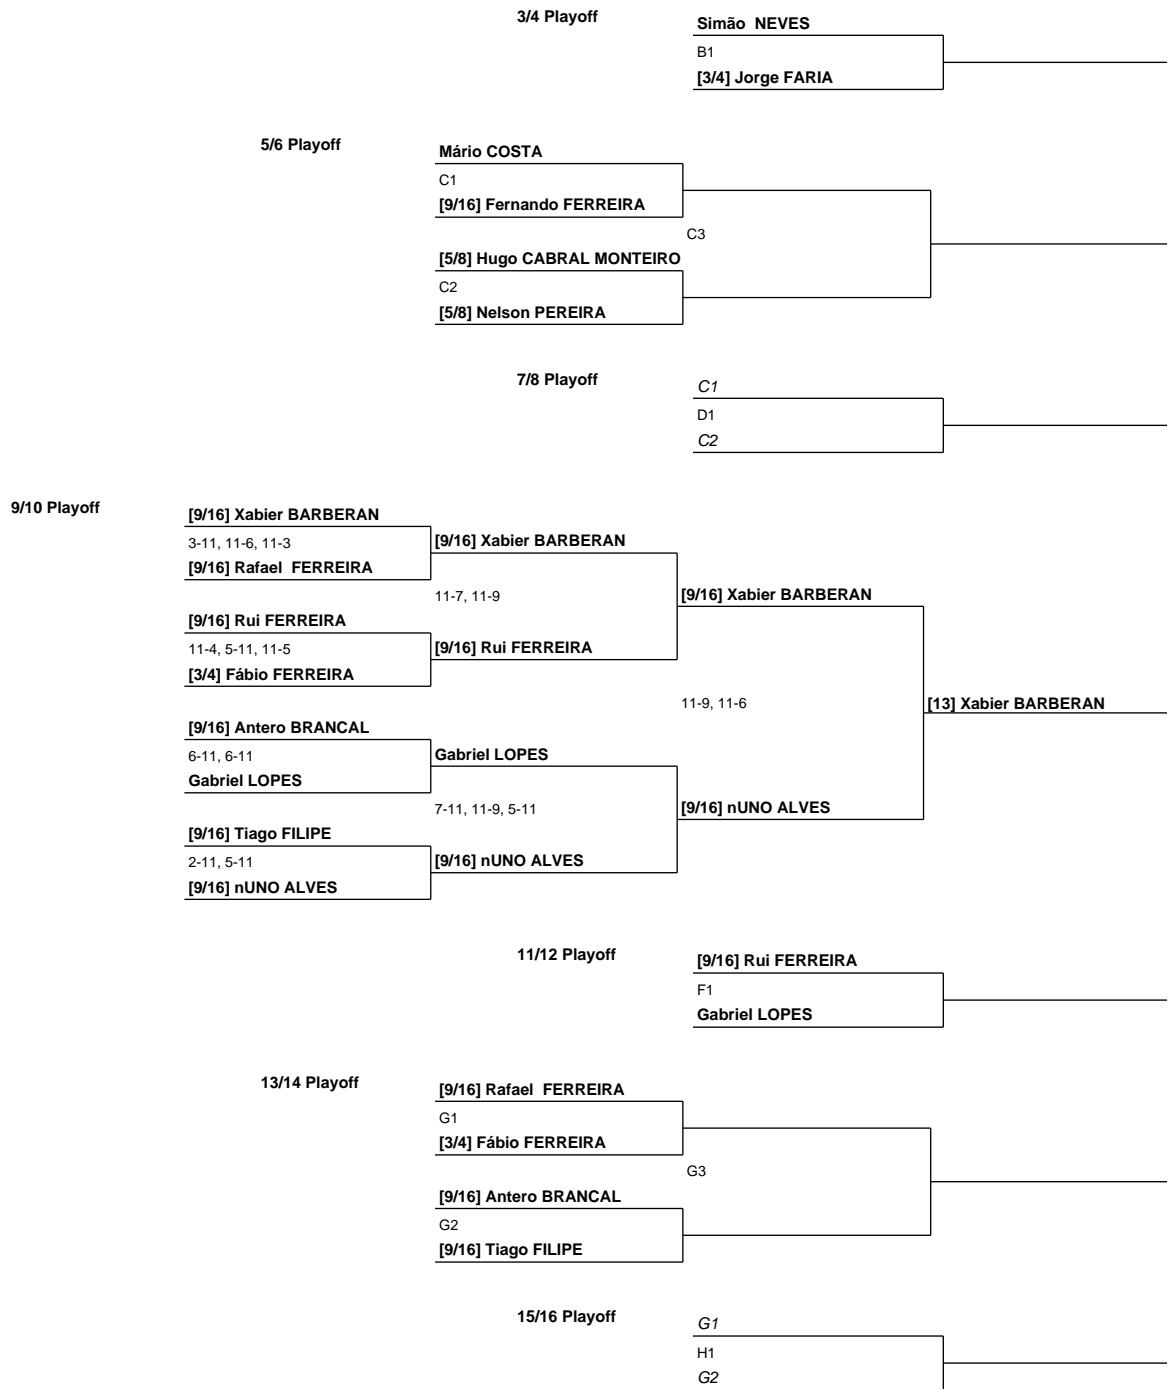 3/4 Playoff
Simão  NEVES
B1
[3/4] Jorge FARIA
5/6 Playoff
Mário COSTA
C1
[9/16] Fernando FERREIRA
C3
[5/8] Hugo CABRAL MONTEIRO
C2
[5/8] Nelson PEREIRA
7/8 Playoff
C1
D1
C2
9/10 Playoff
[9/16] Xabier BARBERAN
3-11, 11-6, 11-3
[9/16] Xabier BARBERAN
[9/16] Rafael  FERREIRA
11-7, 11-9
[9/16] Xabier BARBERAN
[9/16] Rui FERREIRA
11-4, 5-11, 11-5
[9/16] Rui FERREIRA
[3/4] Fábio FERREIRA
11-9, 11-6
[13] Xabier BARBERAN
[9/16] Antero BRANCAL
6-11, 6-11
Gabriel LOPES
Gabriel LOPES
7-11, 11-9, 5-11
[9/16] nUNO ALVES
[9/16] Tiago FILIPE
2-11, 5-11
[9/16] nUNO ALVES
[9/16] nUNO ALVES
11/12 Playoff
[9/16] Rui FERREIRA
F1
Gabriel LOPES
13/14 Playoff
[9/16] Rafael  FERREIRA
G1
[3/4] Fábio FERREIRA
G3
[9/16] Antero BRANCAL
G2
[9/16] Tiago FILIPE
15/16 Playoff
G1
H1
G2